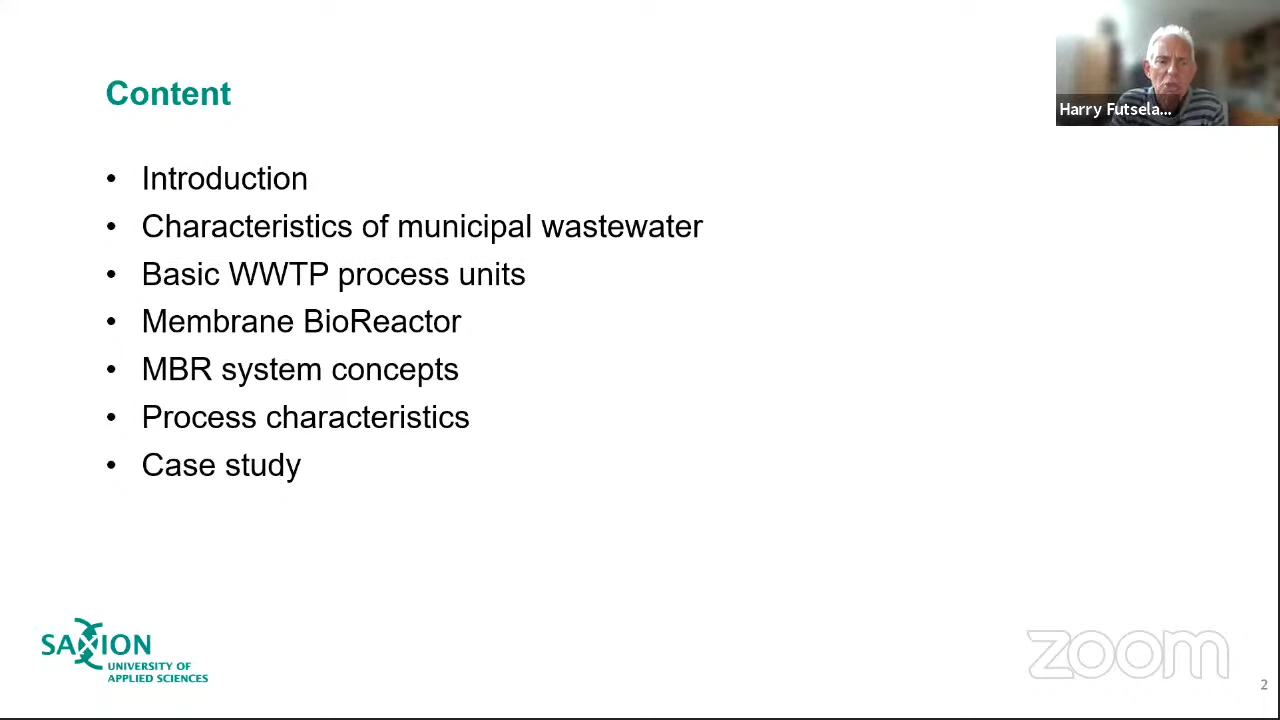 Content
Harry Futsela...
• Introduction
• Characteristics of municipal wastewater
• Basic WWTP process units
• Membrane BioReactor
• MBR system concepts
• Process characteristics
• Case study
SAXION
UNIVERSITY OF
APPLIED SCIENCES
zoom
2